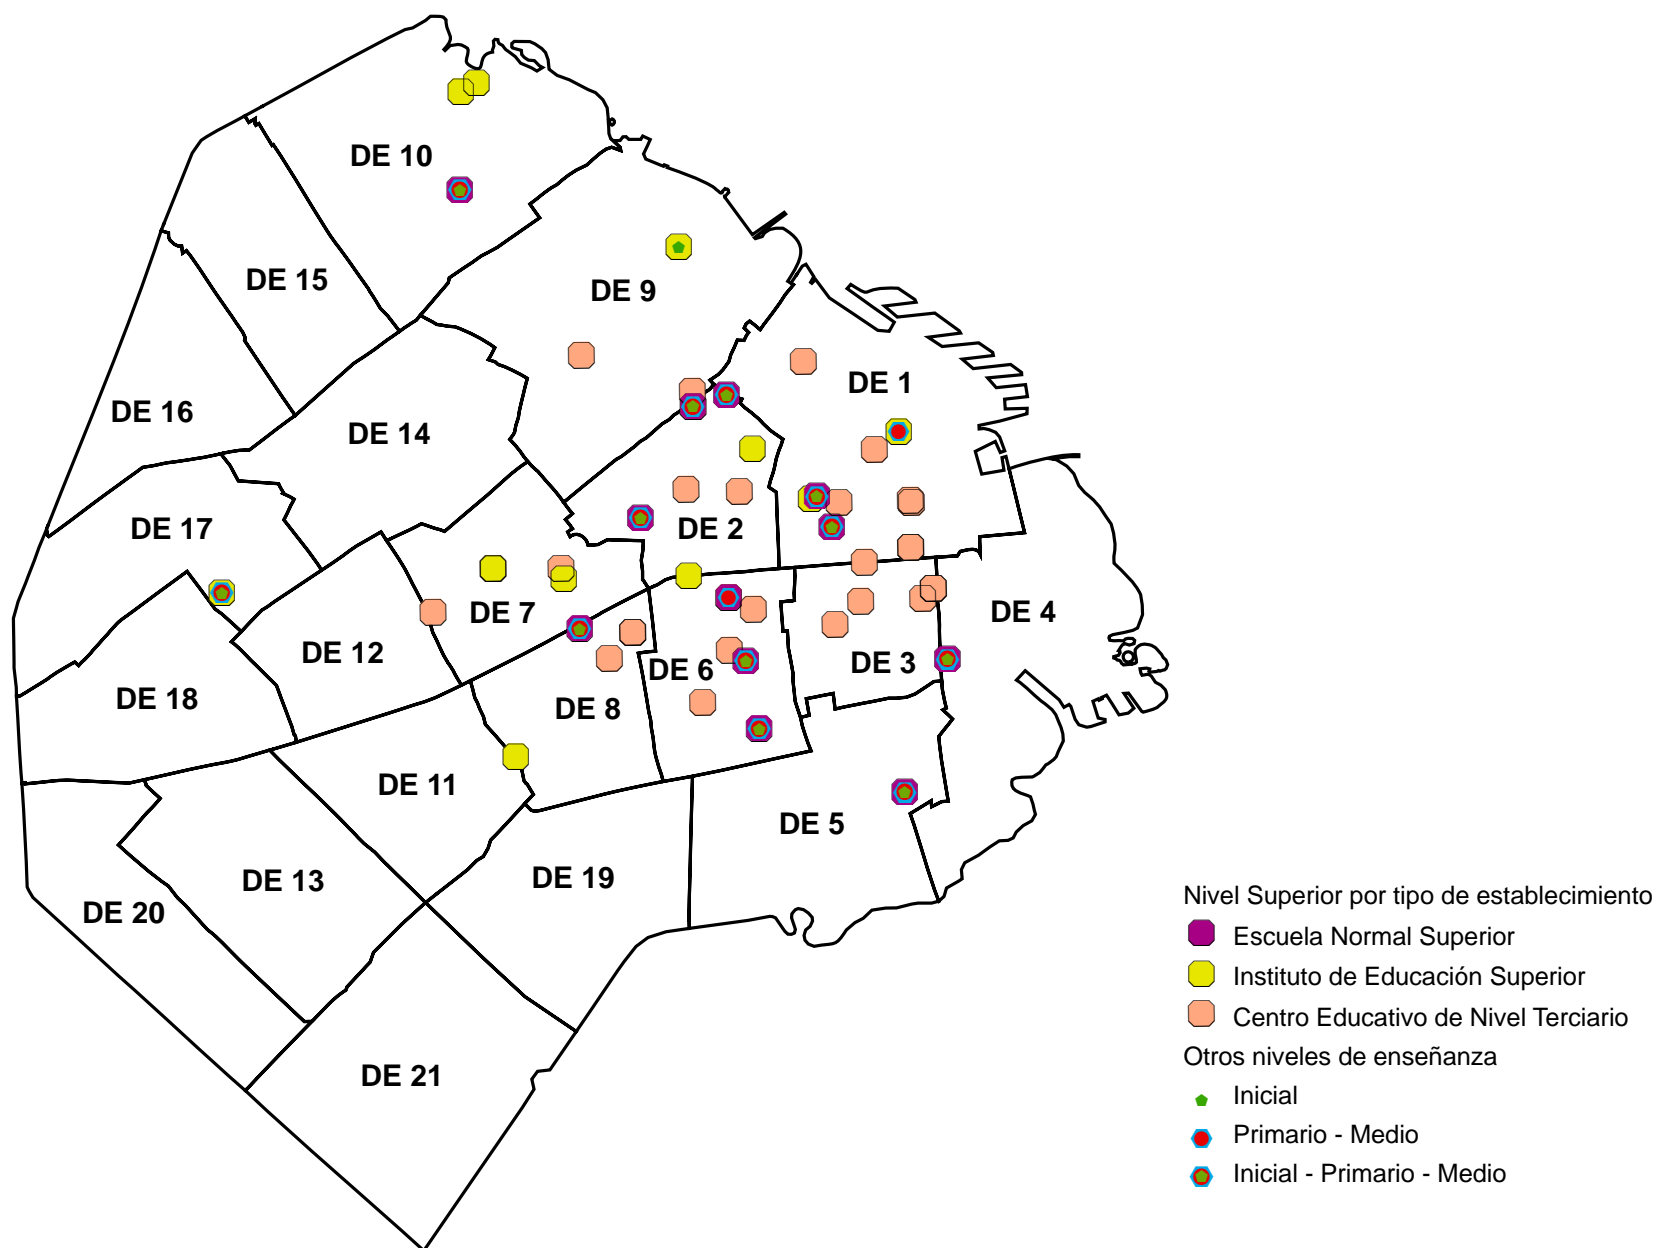 DE 10
DE 15
DE 9
DE 1
DE 16
DE 14
DE 17
DE 2
DE 7
DE 4
DE 12
DE 3
DE 6
DE 18
DE 8
DE 11
DE 5
DE 19
DE 13
DE 20
DE 21
Nivel Superior por tipo de establecimiento
Escuela Normal Superior
Instituto de Educación Superior
Centro Educativo de Nivel Terciario
Otros niveles de enseñanza
Inicial
Primario - Medio
Inicial - Primario - Medio